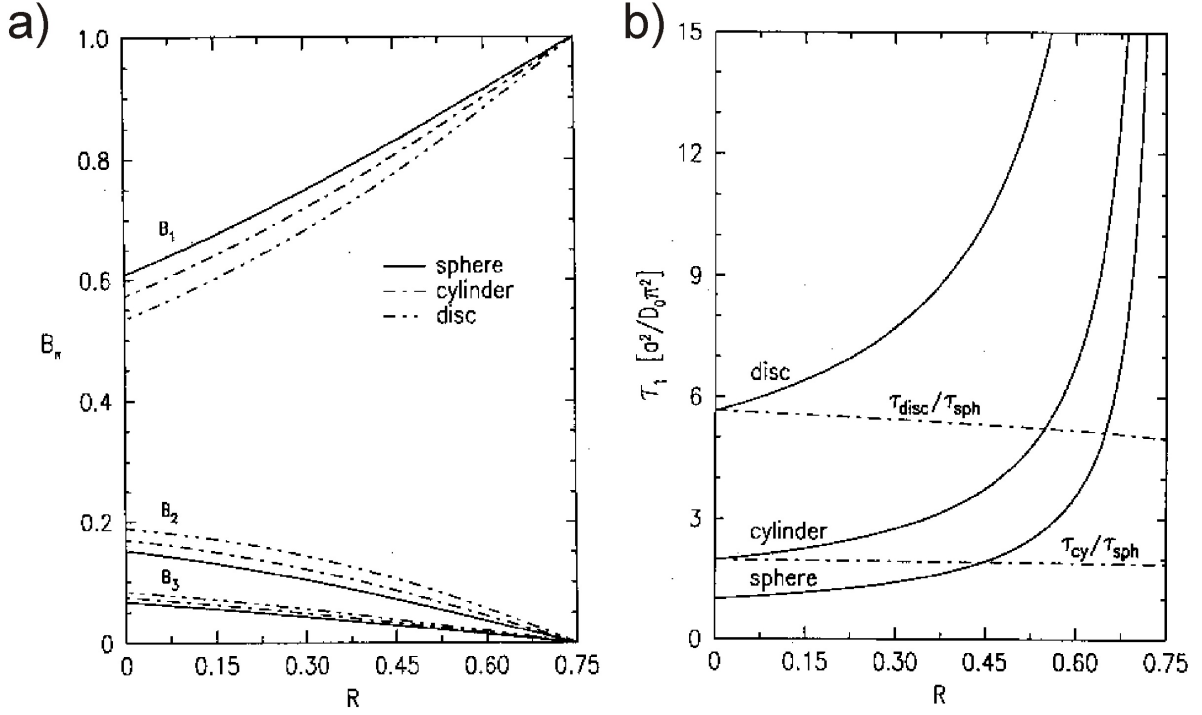 a)
1.0
0.8
0.6
0.4
0.2
0
B₁
B₂
B₃
Bₙ
sphere
cylinder
disc
0
0.15
0.30
0.45
0.60
0.75
R
b)
15
12
9
6
3
0
τ₁ [a²/D₀π²]
disc
τdisc/τsph
cylinder
τcy/τsph
sphere
0
0.15
0.30
0.45
0.60
0.75
R